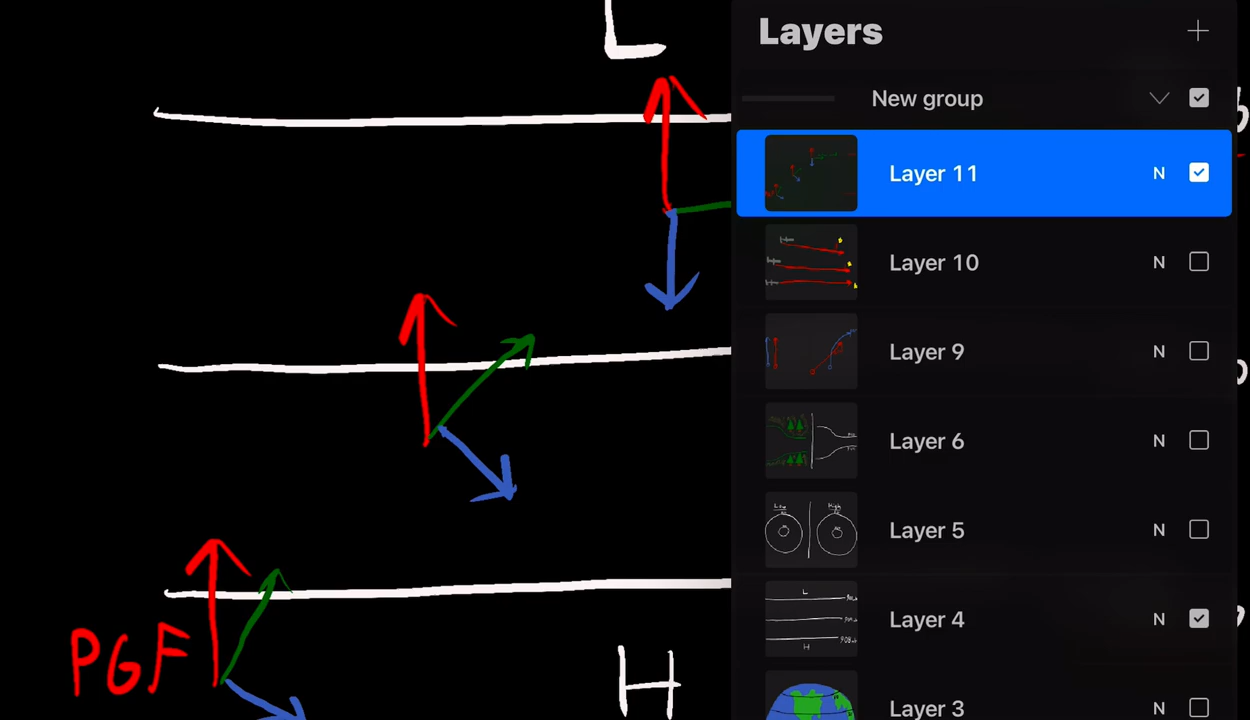 L
Layers
New group
Layer 11 N
Layer 10 N
Layer 9 N
Layer 6 N
Layer 5 N
Layer 4 N
Layer 3 N
PGF
H